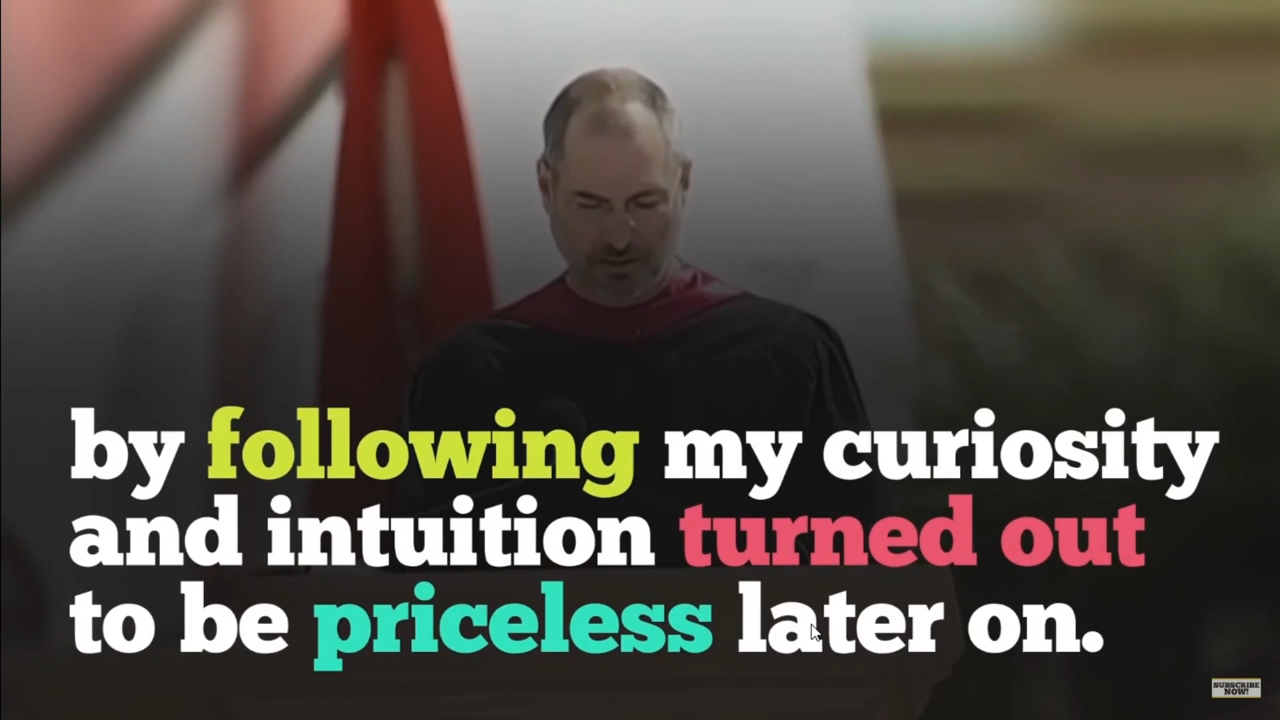 by following my curiosity
and intuition turned out
to be priceless later on.
SUBSCRIBE
NOW!